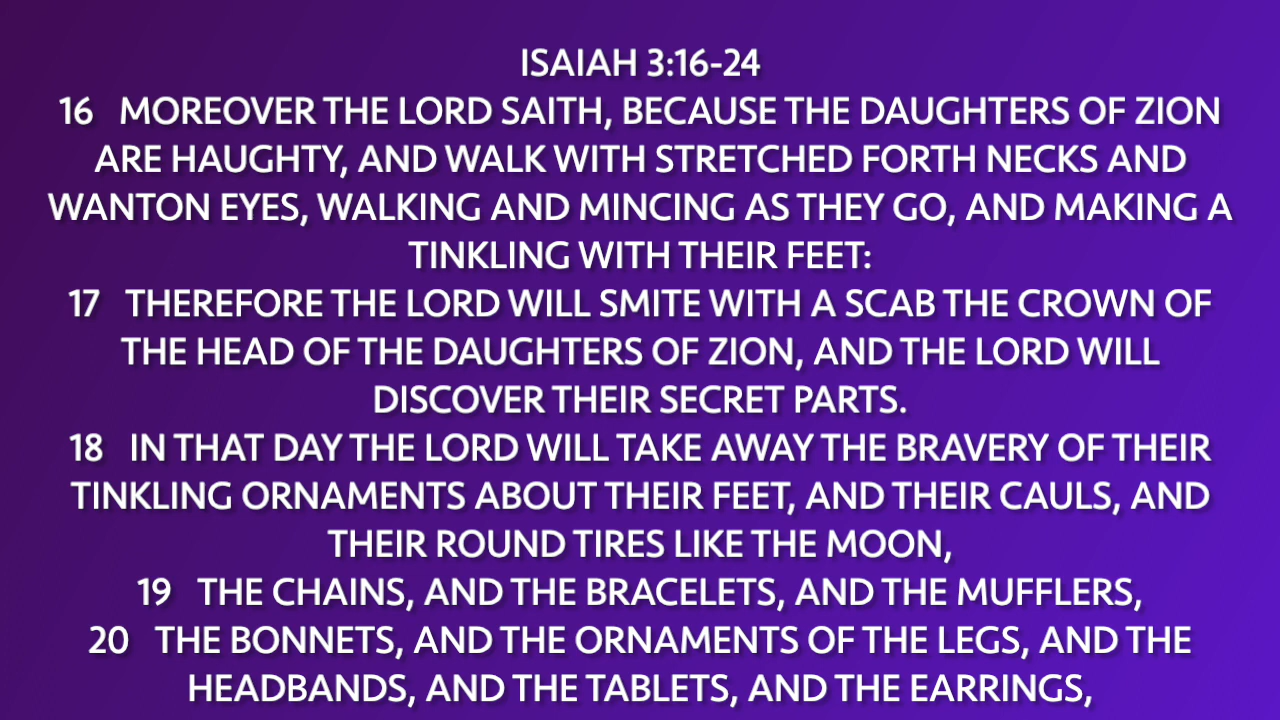 ISAIAH 3:16-24
16 MOREOVER THE LORD SAITH, BECAUSE THE DAUGHTERS OF ZION
ARE HAUGHTY, AND WALK WITH STRETCHED FORTH NECKS AND
WANTON EYES, WALKING AND MINCING AS THEY GO, AND MAKING A
TINKLING WITH THEIR FEET:
17 THEREFORE THE LORD WILL SMITE WITH A SCAB THE CROWN OF
THE HEAD OF THE DAUGHTERS OF ZION, AND THE LORD WILL
DISCOVER THEIR SECRET PARTS.
18 IN THAT DAY THE LORD WILL TAKE AWAY THE BRAVERY OF THEIR
TINKLING ORNAMENTS ABOUT THEIR FEET, AND THEIR CAULS, AND
THEIR ROUND TIRES LIKE THE MOON,
19 THE CHAINS, AND THE BRACELETS, AND THE MUFFLERS,
20 THE BONNETS, AND THE ORNAMENTS OF THE LEGS, AND THE
HEADBANDS, AND THE TABLETS, AND THE EARRINGS,